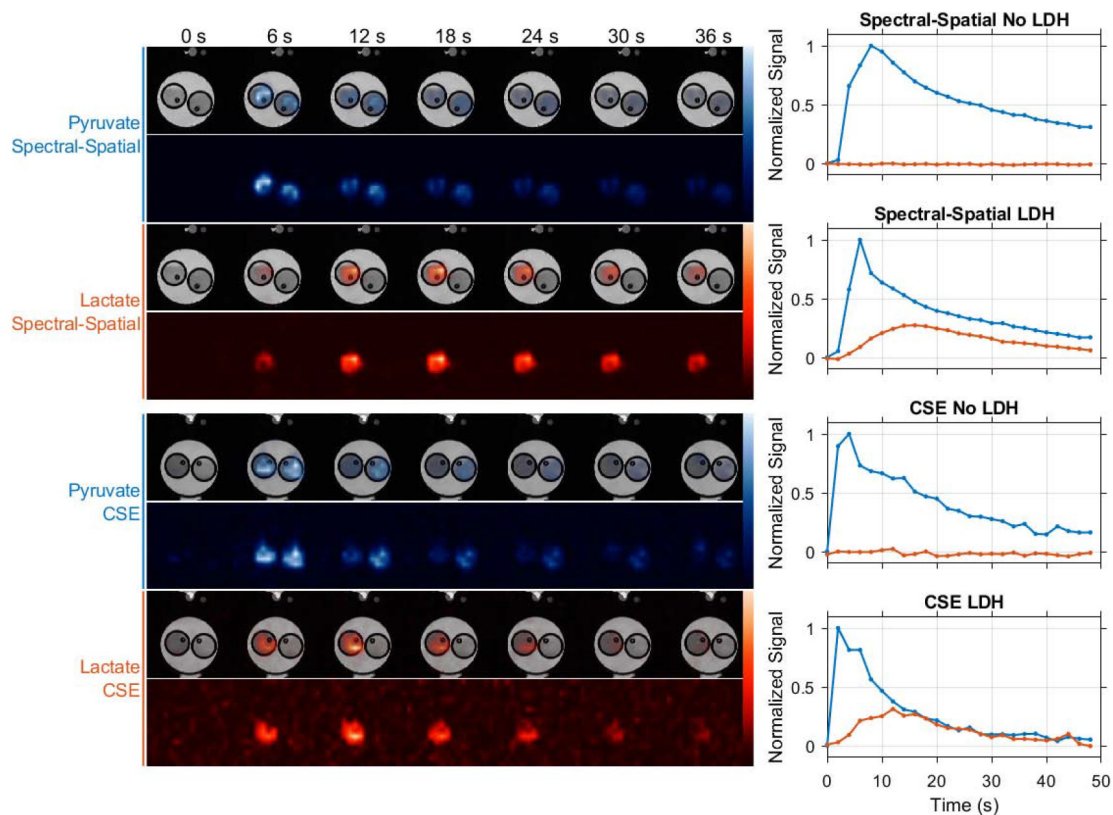 0 s 6 s 12 s 18 s 24 s 30 s 36 s
Pyruvate
Spectral-Spatial
Lactate
Spectral-Spatial
Pyruvate
CSE
Lactate
CSE
Spectral-Spatial No LDH
Normalized Signal
1
0.5
0
Spectral-Spatial LDH
Normalized Signal
1
0.5
0
CSE No LDH
Normalized Signal
1
0.5
0
CSE LDH
Normalized Signal
1
0.5
0
0 10 20 30 40 50
Time (s)